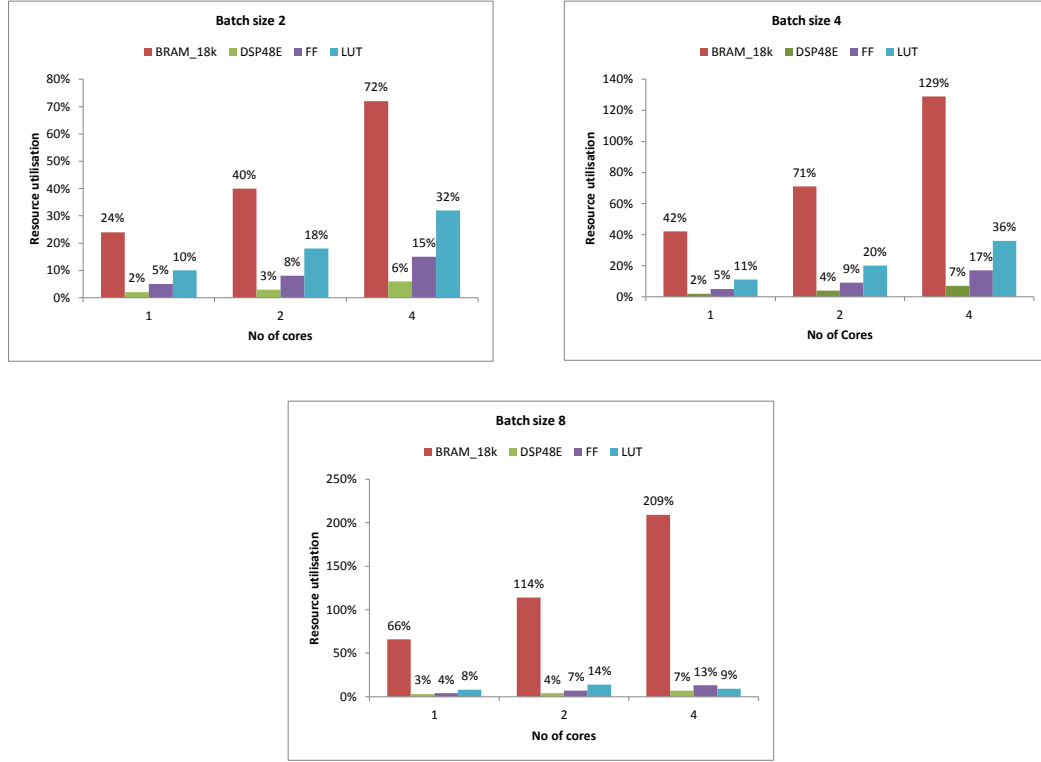 Batch size 2
BRAM_18k DSP48E FF LUT
80%
70%
60%
50%
40%
30%
20%
10%
0%
Resource utilisation
24% 2% 5% 10%
40% 3% 8% 18%
72% 6% 15% 32%
1 2 4
No of cores
Batch size 4
BRAM_18k DSP48E FF LUT
140%
120%
100%
80%
60%
40%
20%
0%
Resource utilisation
42% 2% 5% 11%
71% 4% 9% 20%
129% 7% 17% 36%
1 2 4
No of Cores
Batch size 8
BRAM_18k DSP48E FF LUT
250%
200%
150%
100%
50%
0%
Resource utilisation
66% 3% 4% 8%
114% 4% 7% 14%
209% 7% 13% 9%
1 2 4
No of cores